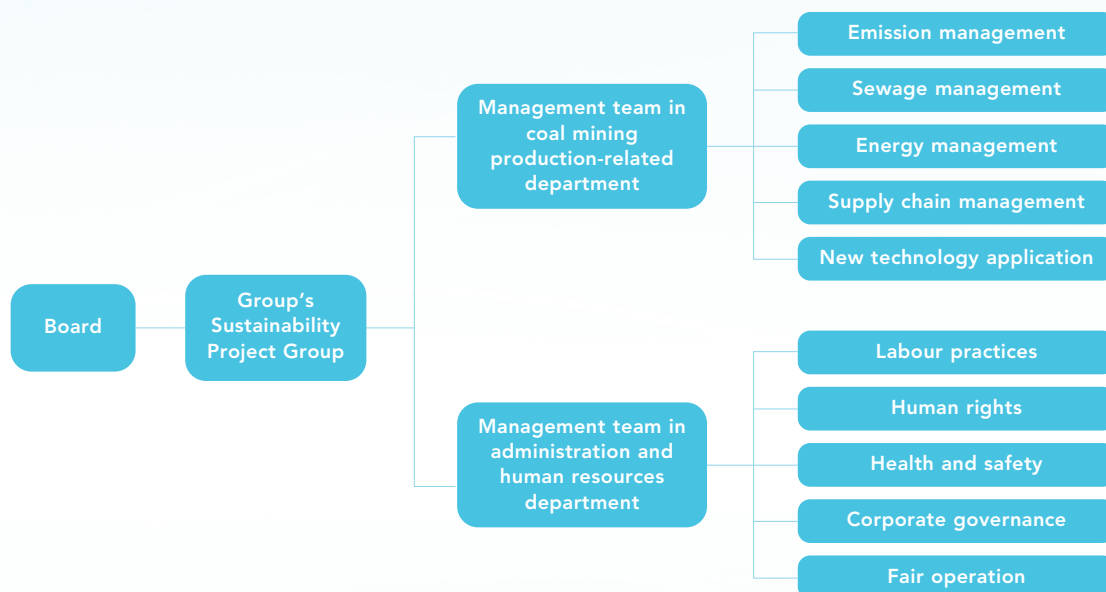 Board
Group’s
Sustainability
Project Group
Management team in
coal mining
production-related
department
Emission management
Sewage management
Energy management
Supply chain management
New technology application
Management team in
administration and
human resources
department
Labour practices
Human rights
Health and safety
Corporate governance
Fair operation